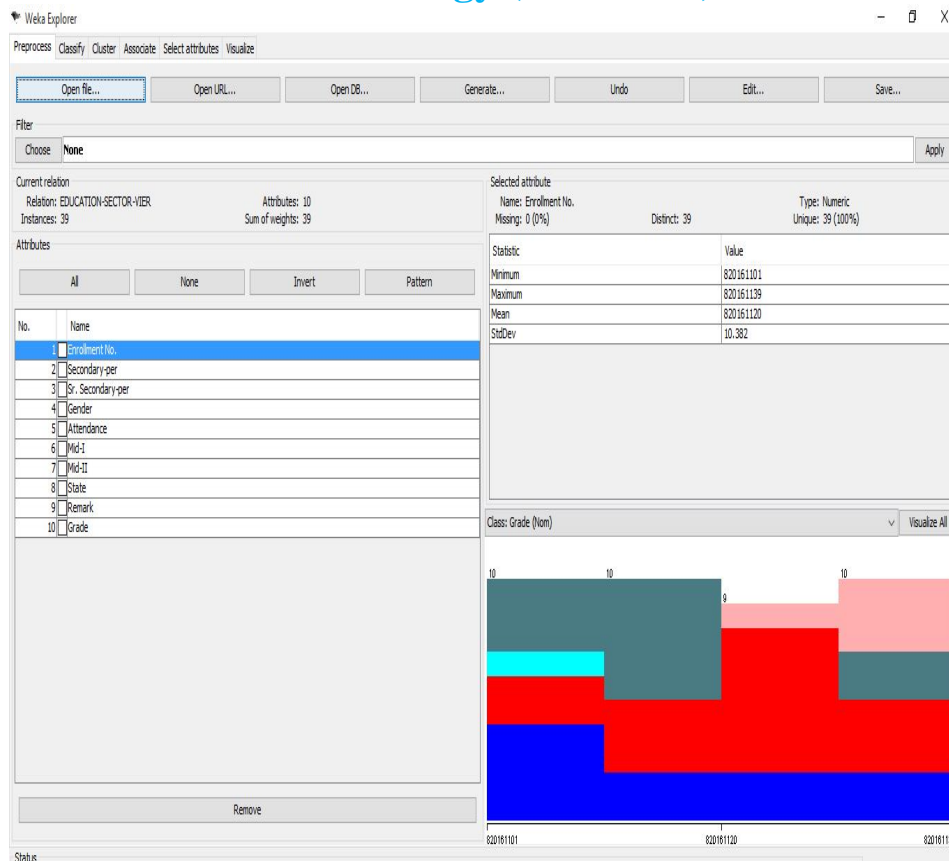 Weka Explorer
Preprocess Classify Cluster Associate Select attributes Visualize
Open file... Open URL... Open DB... Generate... Undo Edit... Save...
Filter
Choose None Apply
Current relation
Relation: EDUCATION-SECTOR-VIER Attributes: 10
Instances: 39 Sum of weights: 39
Attributes
All None Invert Pattern
No. Name
1 Enrollment No.
2 Secondary-per
3 Sr. Secondary-per
4 Gender
5 Attendance
6 Mid-I
7 Mid-II
8 State
9 Remark
10 Grade
Remove
Selected attribute
Name: Enrollment No. Type: Numeric
Missing: 0 (0%) Distinct: 39 Unique: 39 (100%)
Statistic Value
Minimum 820161101
Maximum 820161139
Mean 820161120
StdDev 10.382
Class: Grade (Nom) Visualize All
10 10 9 10
820161101 820161120
Status